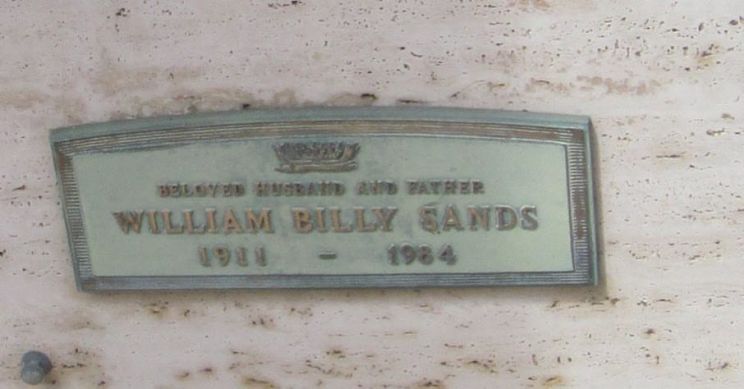 BELOVED HUSBAND AND FATHER
WILLIAM BILLY SANDS
1911 - 1984